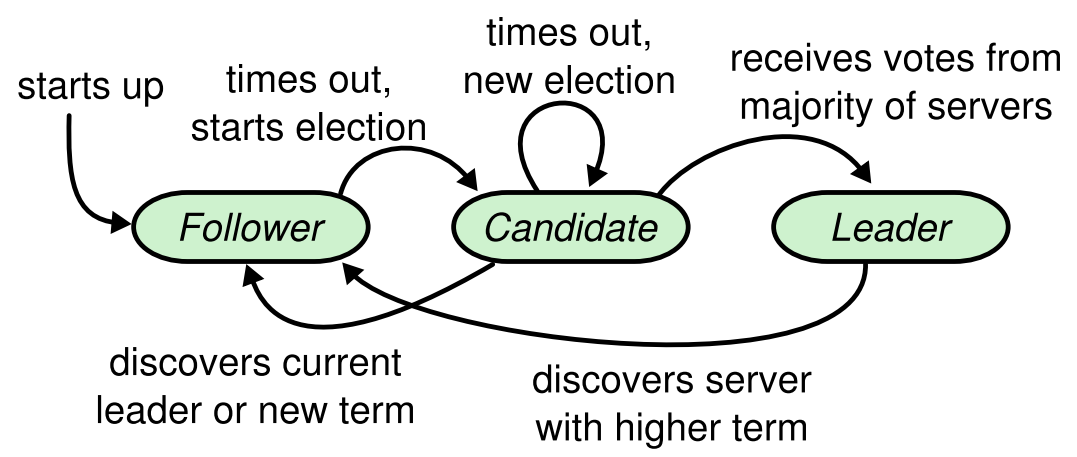 starts up
times out,
starts election
times out,
new election
receives votes from
majority of servers
Follower
Candidate
Leader
discovers current
leader or new term
discovers server
with higher term